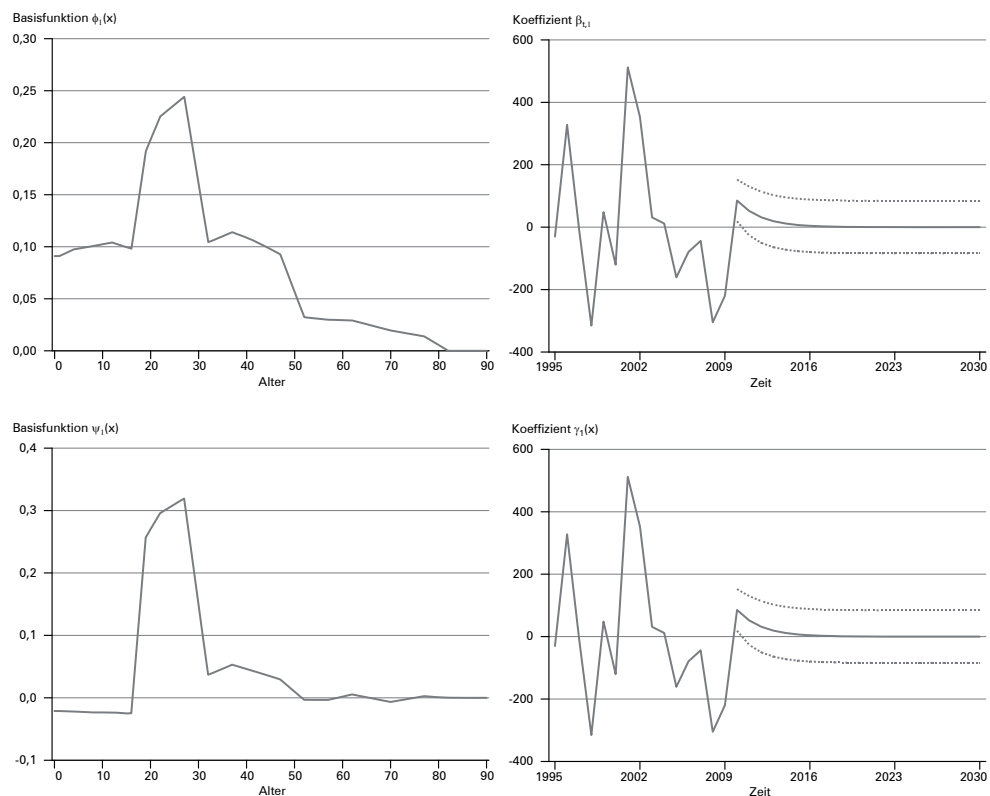 Basisfunktion ϕ₁(x)
0,30
0,25
0,20
0,15
0,10
0,05
0,00
0 10 20 30 40 50 60 70 80 90
Alter
Koeffizient βt,1
600
400
200
0
-200
-400
1995 2002 2009 2016 2023 2030
Zeit
Basisfunktion ψ₁(x)
0,4
0,3
0,2
0,1
0,0
-0,1
0 10 20 30 40 50 60 70 80 90
Alter
Koeffizient γ₁(x)
600
400
200
0
-200
-400
1995 2002 2009 2016 2023 2030
Zeit